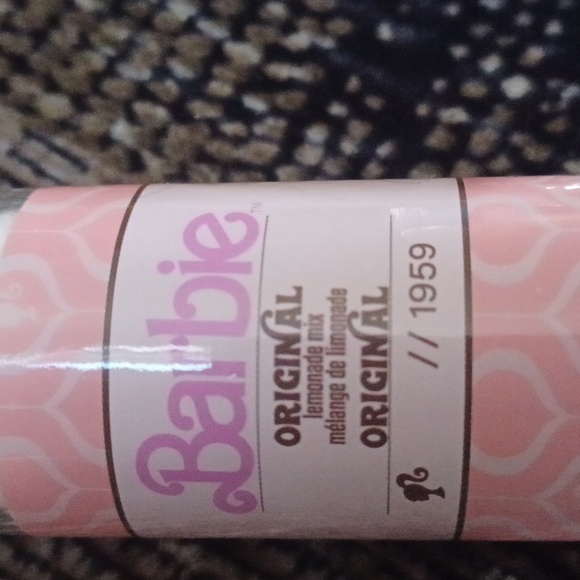 Barbie™
ORIGINAL
lemonade mix
mélange de limonade
ORIGINAL
// 1959